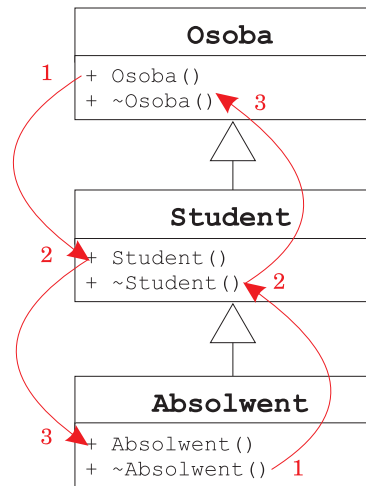 Osoba
1 + Osoba()
+ ~Osoba() 3
Student
2 + Student()
+ ~Student() 2
Absolwent
3 + Absolwent()
+ ~Absolwent() 1